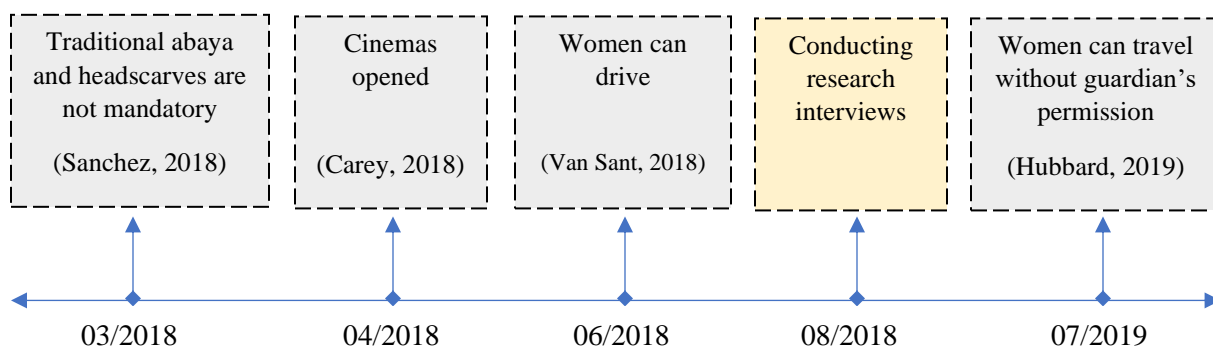 Traditional abaya
and headscarves are
not mandatory
(Sanchez, 2018)
Cinemas
opened
(Carey, 2018)
Women can
drive
(Van Sant, 2018)
Conducting
research
interviews
Women can travel
without guardian’s
permission
(Hubbard, 2019)
03/2018
04/2018
06/2018
08/2018
07/2019